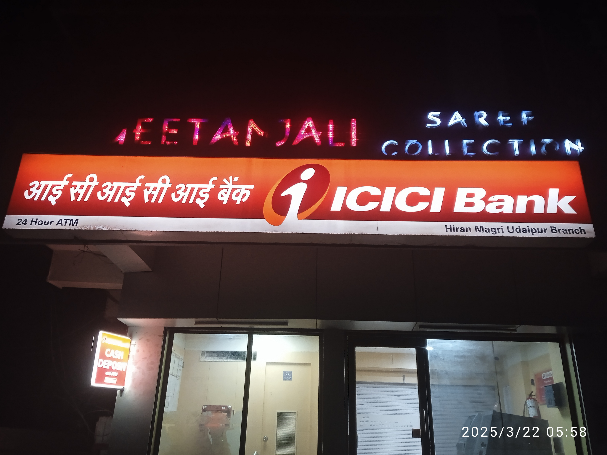 EETANJALI
SAREE
COLLECTION
आई सी आई सी आई बैंक
i ICICI Bank
24 Hour ATM
Hiran Magri Udaipur Branch
CASH
DEPOSIT
2025/3/22 05:58